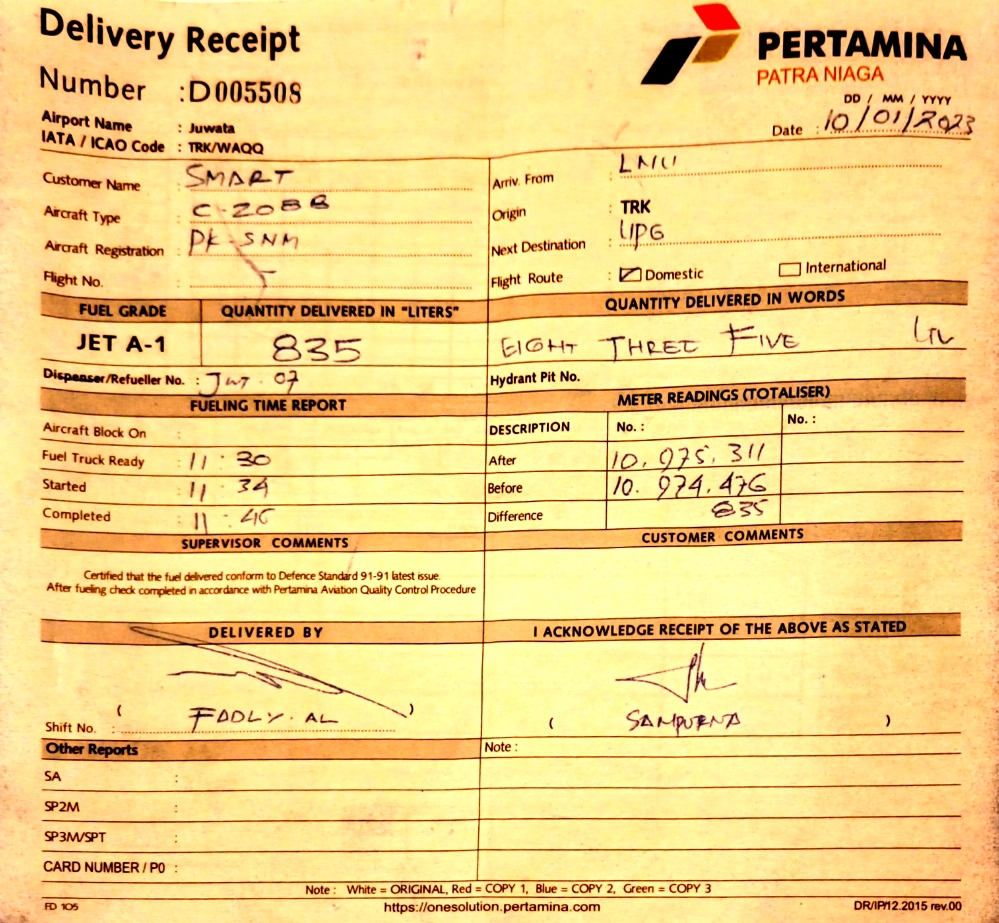 Delivery Receipt
PERTAMINA
PATRA NIAGA
Number : D005508
DD / MM / YYYY
Date : 10/01/2023
Airport Name : Juwata
IATA / ICAO Code : TRK/WAQQ
Customer Name : SMART
Arriv. From : LNU
Aircraft Type : C-208B
Origin : TRK
Aircraft Registration : PK-SNM
Next Destination : UPG
Flight No. : -
Flight Route : Domestic International
FUEL GRADE QUANTITY DELIVERED IN "LITERS" QUANTITY DELIVERED IN WORDS
JET A-1 835 EIGHT THREE FIVE
Dispenser/Refueller No. : 07
Hydrant Pit No.
FUELING TIME REPORT METER READINGS (TOTALISER)
Aircraft Block On :
DESCRIPTION No. : No. :
Fuel Truck Ready : 11 : 30
After 10.975.311
Started : 11 34
Before 10.974.476
Completed : 11 : 46
Difference 835
SUPERVISOR COMMENTS CUSTOMER COMMENTS
Certified that the fuel delivered conform to Defence Standard 91-91 latest issue.
After fueling check completed in accordance with Pertamina Aviation Quality Control Procedure
DELIVERED BY I ACKNOWLEDGE RECEIPT OF THE ABOVE AS STATED
( FADLY. AL )
Shift No. :
( SAMPURNA )
Other Reports Note :
SA :
SP2M :
SP3M/SPT :
CARD NUMBER / P0 :
Note : White = ORIGINAL, Red = COPY 1, Blue = COPY 2, Green = COPY 3
FD 105 https://onesolution.pertamina.com DR/IP/12.2015 rev.00